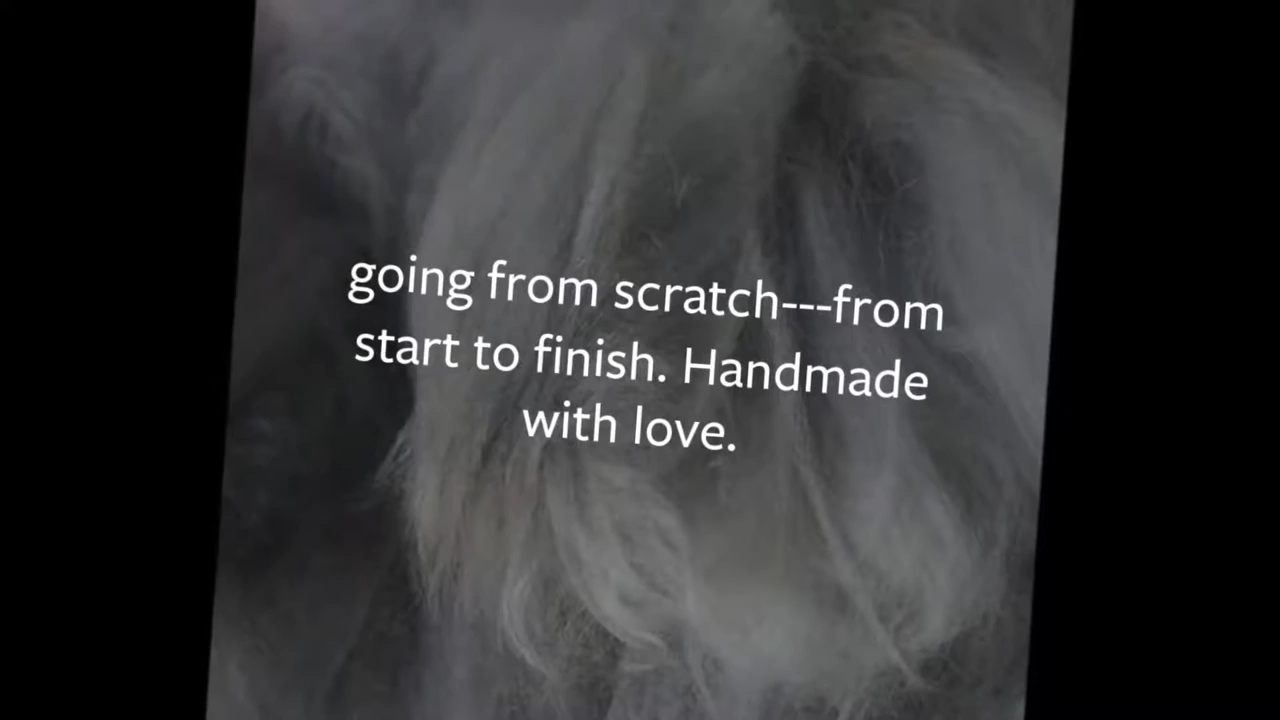 going from scratch---from
start to finish. Handmade
with love.